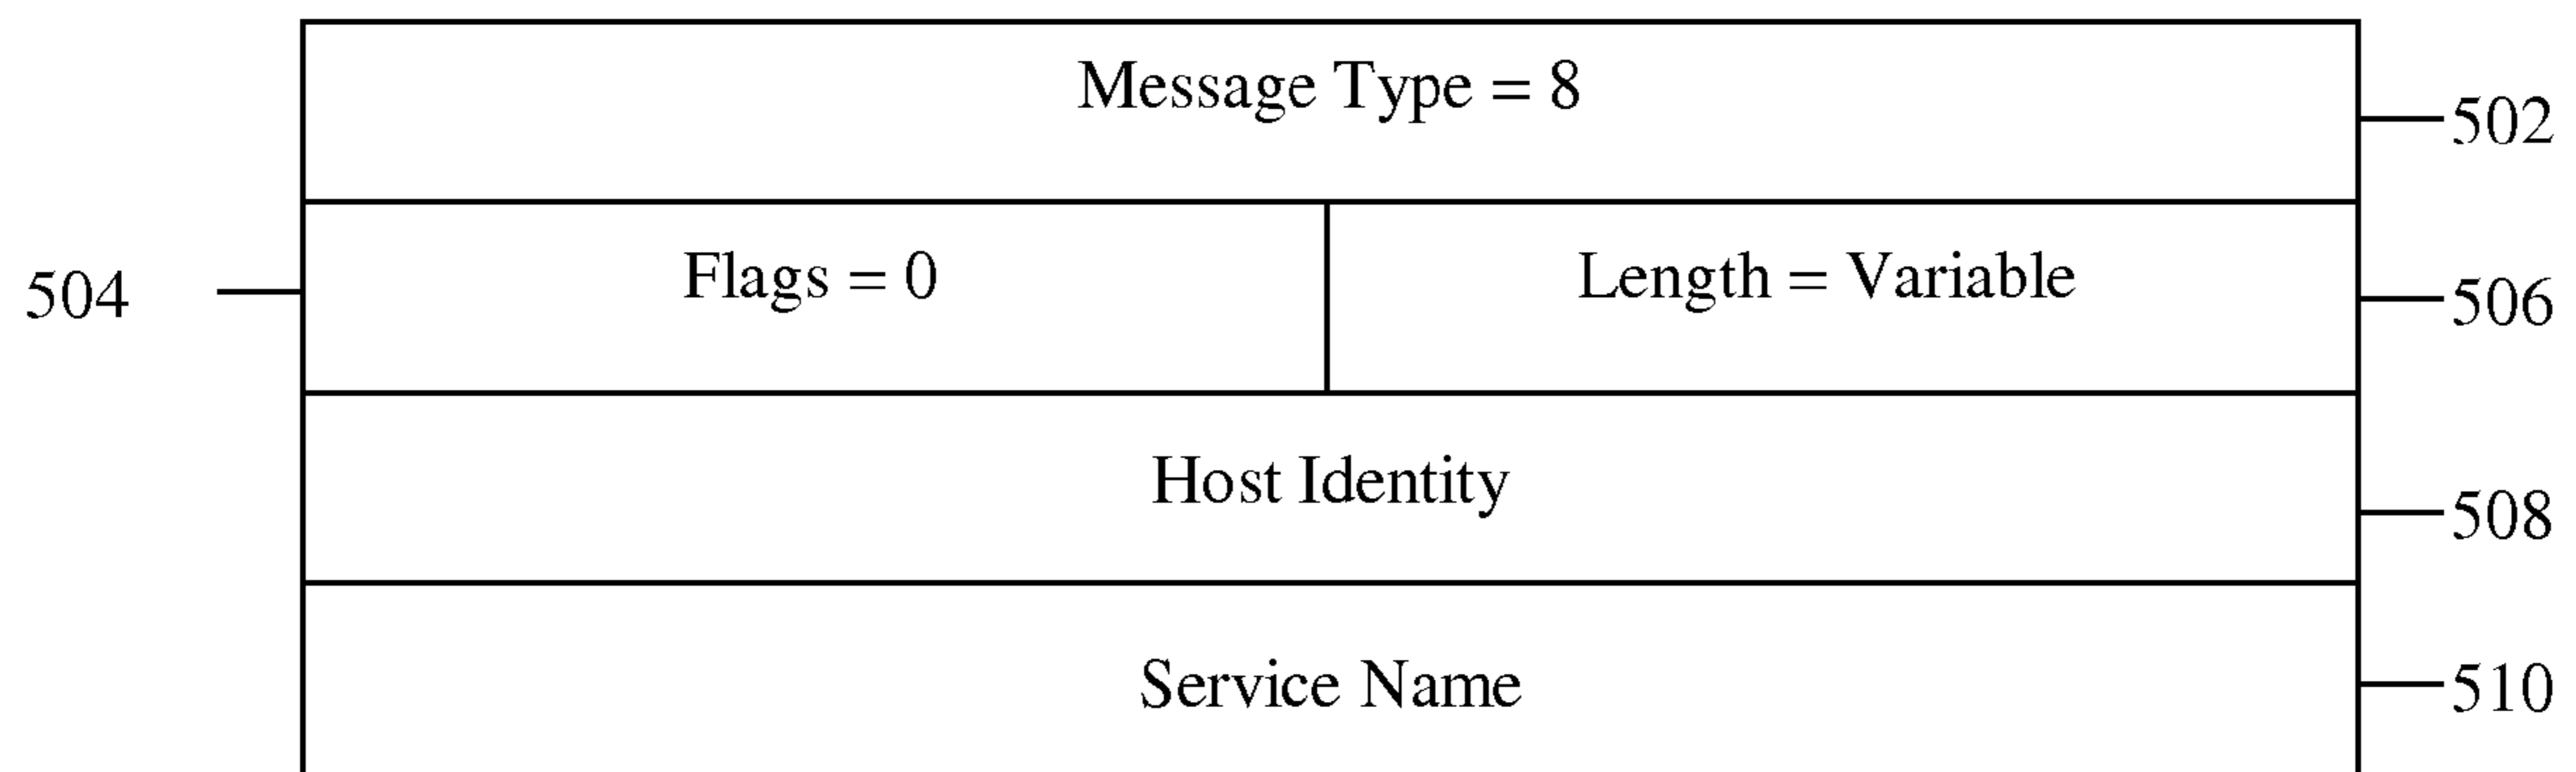 Message Type = 8
502
504
Flags = 0
Length = Variable
506
Host Identity
508
Service Name
510